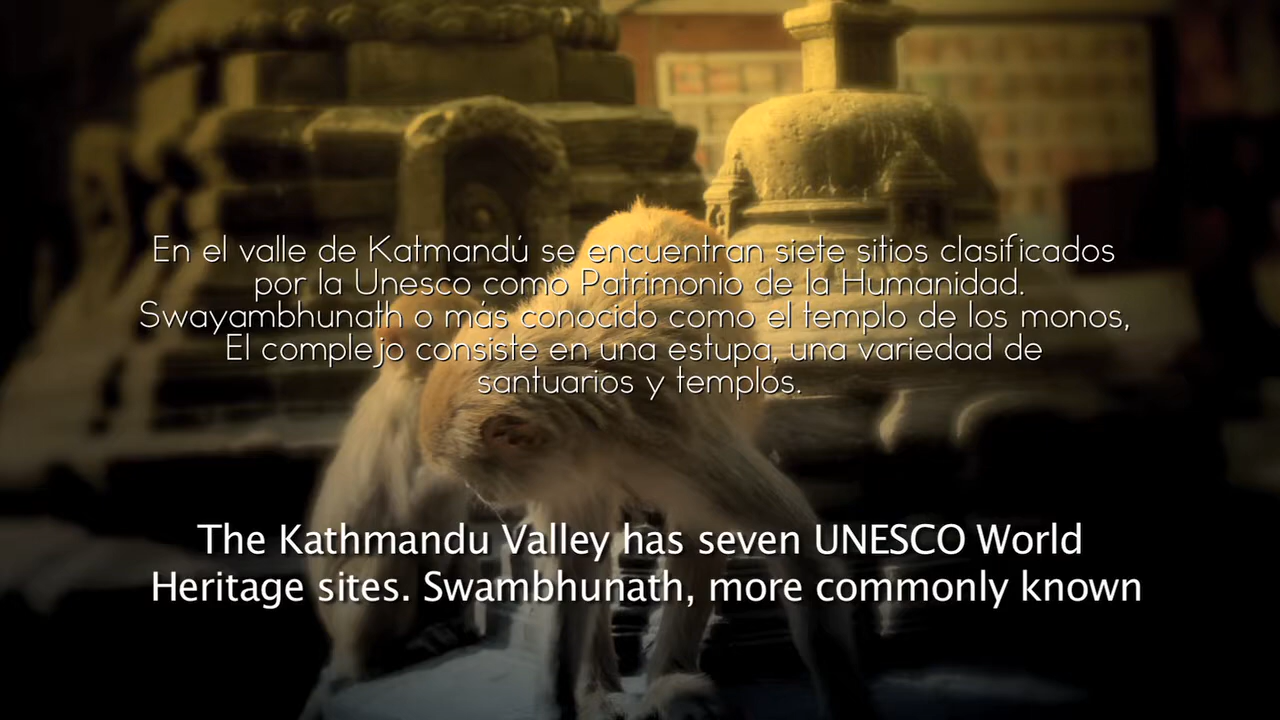 En el valle de Katmandú se encuentran siete sitios clasificados
por la Unesco como Patrimonio de la Humanidad.
Swayambhunath o más conocido como el templo de los monos,
El complejo consiste en una estupa, una variedad de
santuarios y templos.
The Kathmandu Valley has seven UNESCO World
Heritage sites. Swambhunath, more commonly known